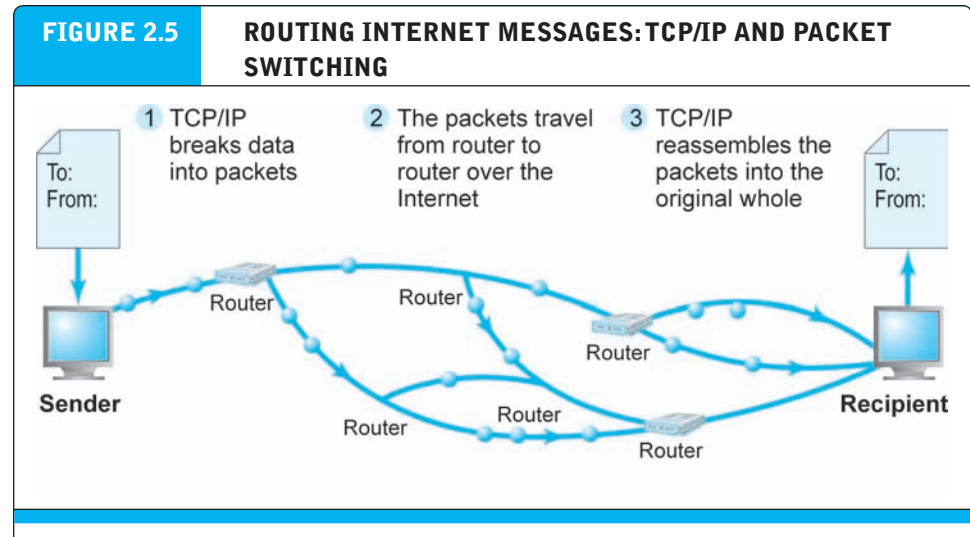 FIGURE 2.5
ROUTING INTERNET MESSAGES: TCP/IP AND PACKET
SWITCHING
1 TCP/IP
breaks data
into packets
2 The packets travel
from router to
router over the
Internet
3 TCP/IP
reassembles the
packets into the
original whole
To:
From:
To:
From:
Router
Router
Router
Sender
Recipient
Router
Router
Router